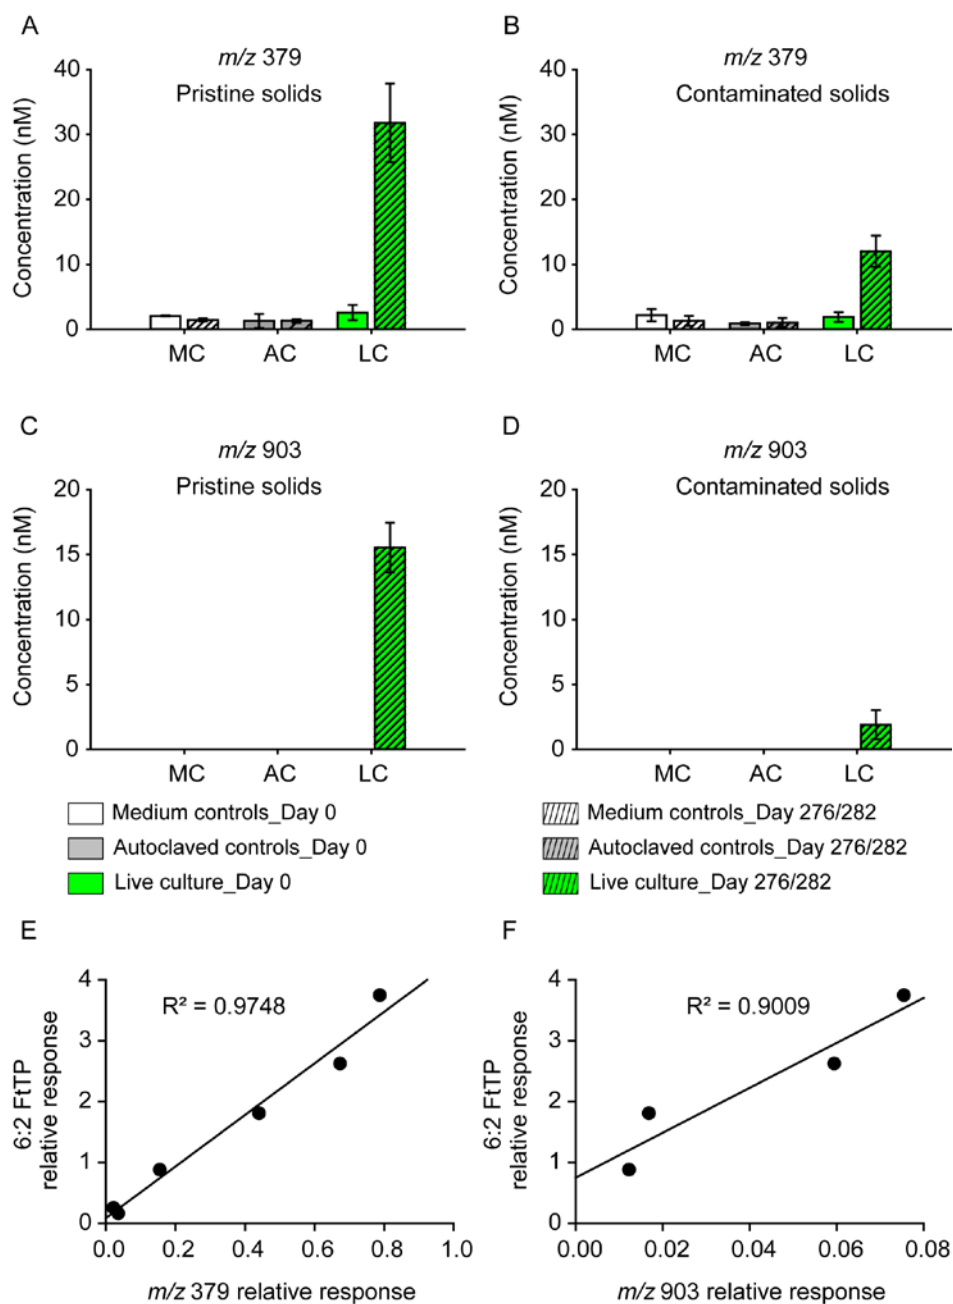 A
m/z 379
Pristine solids
Concentration (nM)
40
30
20
10
0
MC AC LC
B
m/z 379
Contaminated solids
Concentration (nM)
40
30
20
10
0
MC AC LC
C
m/z 903
Pristine solids
Concentration (nM)
20
15
10
5
0
MC AC LC
D
m/z 903
Contaminated solids
Concentration (nM)
20
15
10
5
0
MC AC LC
Medium controls_Day 0
Autoclaved controls_Day 0
Live culture_Day 0
Medium controls_Day 276/282
Autoclaved controls_Day 276/282
Live culture_Day 276/282
E
R² = 0.9748
6:2 FtTP
relative response
4
3
2
1
0
0.0 0.2 0.4 0.6 0.8 1.0
m/z 379 relative response
F
R² = 0.9009
6:2 FtTP
relative response
4
3
2
1
0
0.00 0.02 0.04 0.06 0.08
m/z 903 relative response